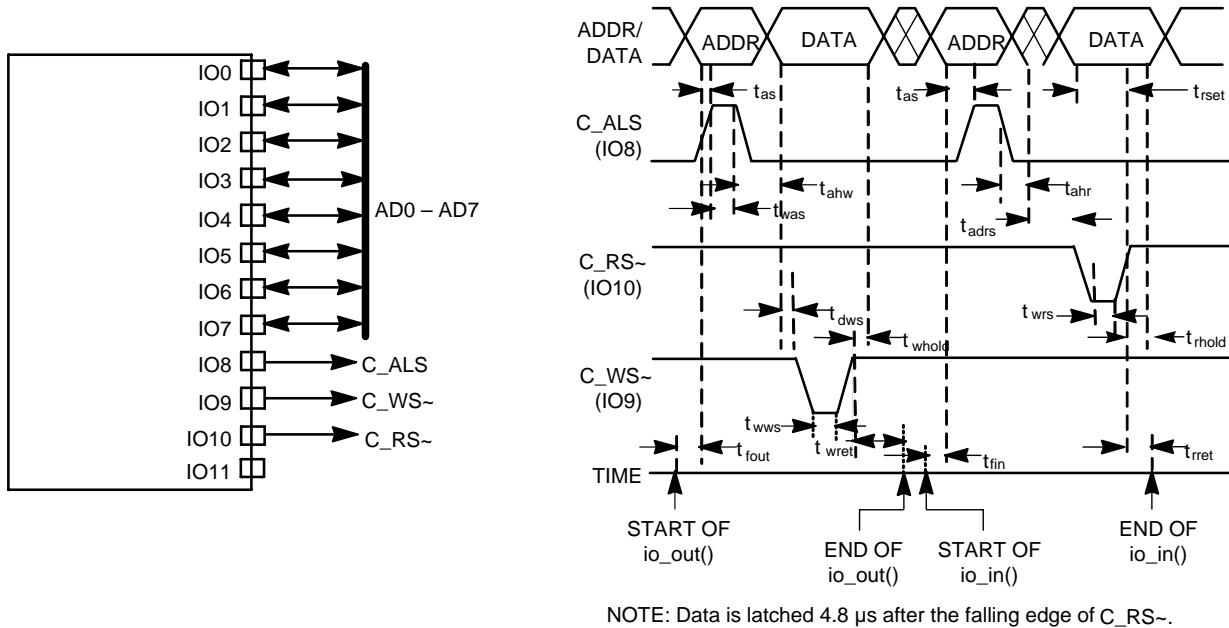 IO0
IO1
IO2
IO3
IO4
IO5
IO6
IO7
IO8
IO9
IO10
IO11
AD0 – AD7
C_ALS
C_WS~
C_RS~
ADDR/
DATA
ADDR
DATA
ADDR
DATA
tas
tas
trset
C_ALS
(IO8)
tahw
twas
tahr
tadrs
C_RS~
(IO10)
tdws
twhold
twrs
trhold
C_WS~
(IO9)
twws
twret
tfout
tfin
trret
TIME
START OF
io_out()
END OF
io_out()
START OF
io_in()
END OF
io_in()
NOTE: Data is latched 4.8 µs after the falling edge of C_RS~.